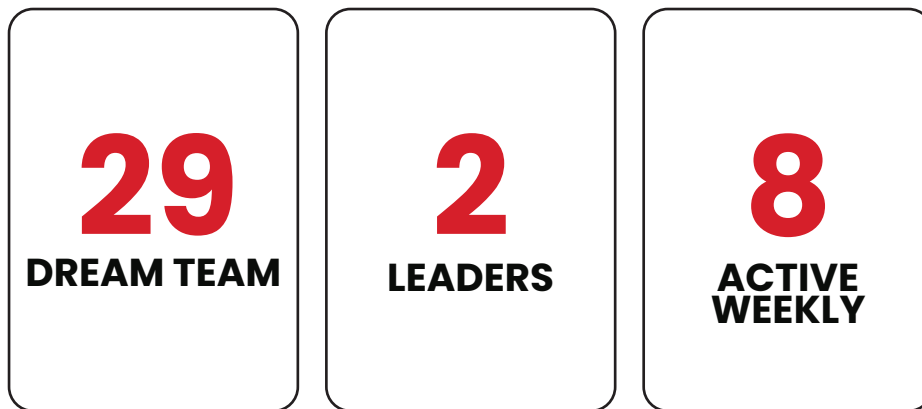 29
DREAM TEAM
2
LEADERS
8
ACTIVE
WEEKLY